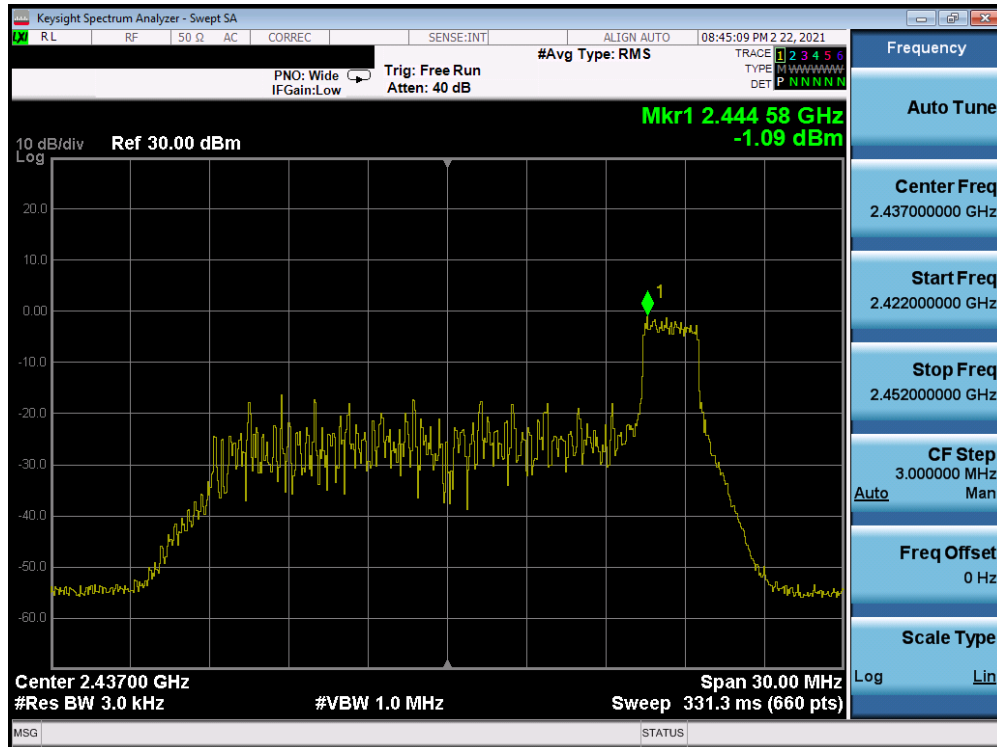 Keysight Spectrum Analyzer - Swept SA
LXI RL RF 50 Ω AC CORREC SENSE:INT ALIGN AUTO 08:45:09 PM 2 22, 2021
#Avg Type: RMS TRACE 1 2 3 4 5 6
PNO: Wide Trig: Free Run TYPE M W W W W W
IFGain:Low Atten: 40 dB DET P N N N N N
Mkr1 2.444 58 GHz
-1.09 dBm
10 dB/div Ref 30.00 dBm
Log
20.0
10.0
0.00
1
-10.0
-20.0
-30.0
-40.0
-50.0
-60.0
Center 2.43700 GHz Span 30.00 MHz
#Res BW 3.0 kHz #VBW 1.0 MHz Sweep 331.3 ms (660 pts)
MSG STATUS
Frequency
Auto Tune
Center Freq
2.437000000 GHz
Start Freq
2.422000000 GHz
Stop Freq
2.452000000 GHz
CF Step
3.000000 MHz
Auto Man
Freq Offset
0 Hz
Scale Type
Log Lin